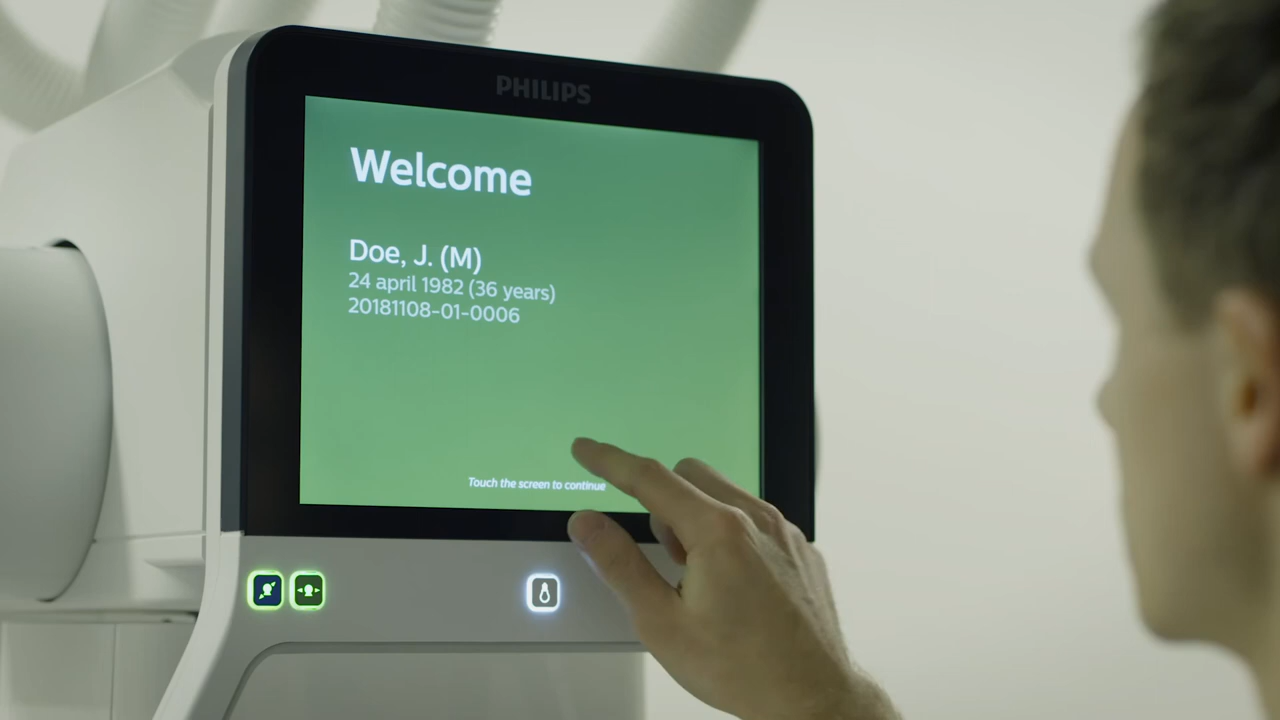 PHILIPS
Welcome
Doe, J. (M)
24 april 1982 (36 years)
20181108-01-0006
Touch the screen to continue